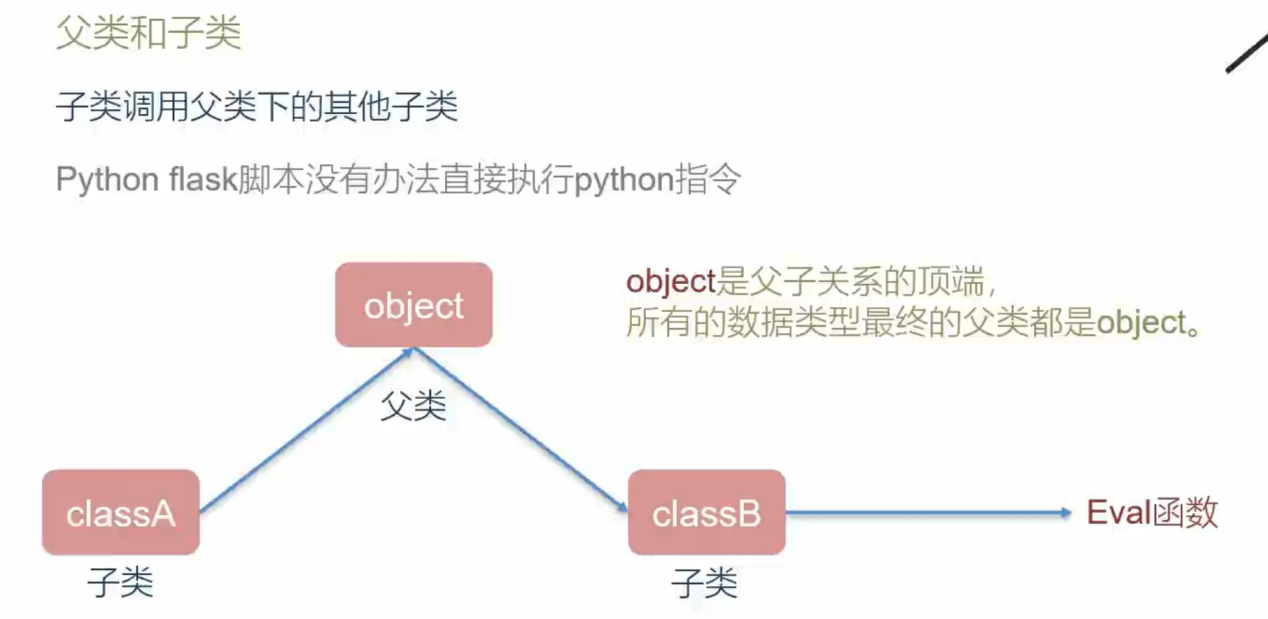 父类和子类
子类调用父类下的其他子类
Python flask脚本没有办法直接执行python指令
object
object是父子关系的顶端，
所有的数据类型最终的父类都是object。
父类
classA
classB
Eval函数
子类
子类